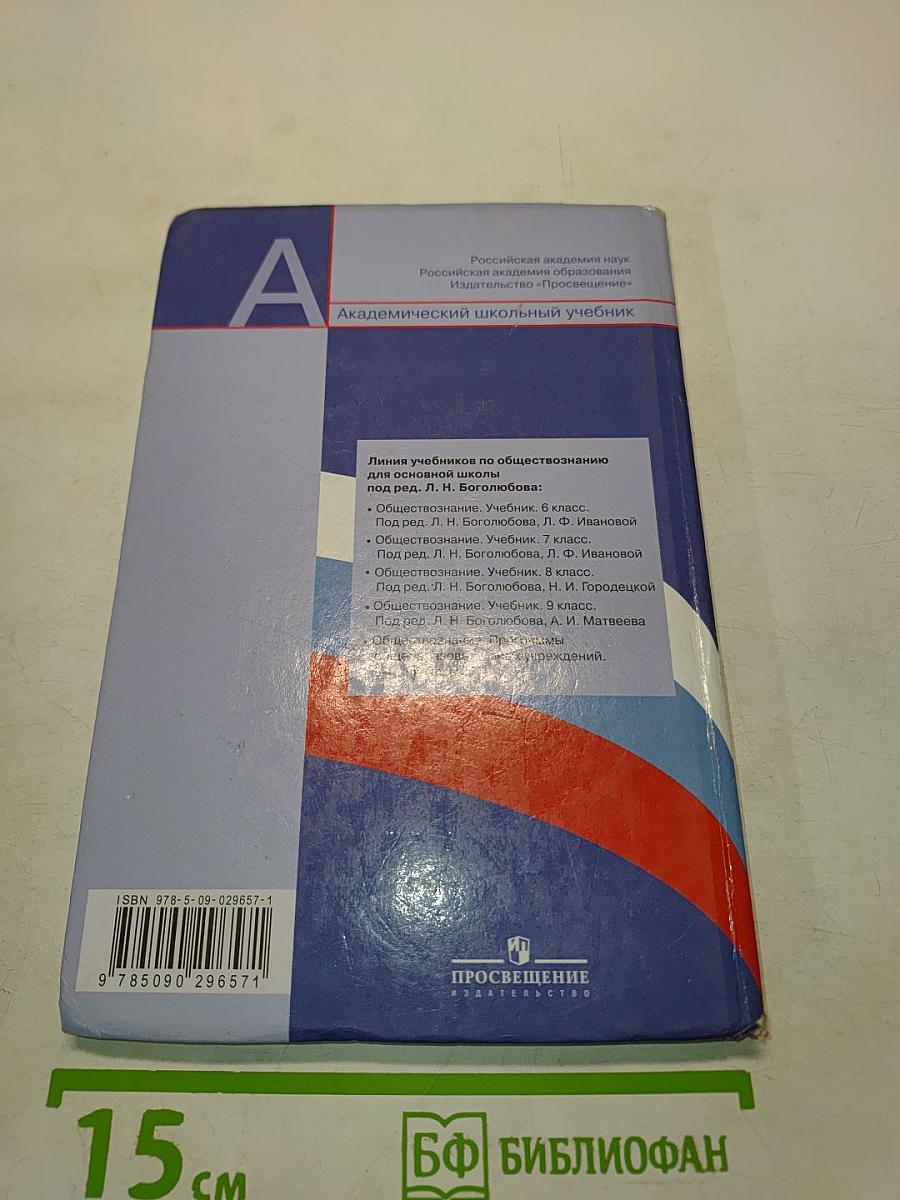 А
Российская академия наук
Российская академия образования
Издательство «Просвещение»
Академический школьный учебник
Линия учебников по обществознанию
для основной школы
под ред. Л. Н. Боголюбова:
• Обществознание. Учебник. 6 класс.
Под ред. Л. Н. Боголюбова, Л. Ф. Ивановой
• Обществознание. Учебник. 7 класс.
Под ред. Л. Н. Боголюбова, Л. Ф. Ивановой
• Обществознание. Учебник. 8 класс.
Под ред. Л. Н. Боголюбова, Н. И. Городецкой
• Обществознание. Учебник. 9 класс.
Под ред. Л. Н. Боголюбова, А. И. Матвеева
• Обществознание. Программы
учреждений.
ISBN 978-5-09-029657-1
9 785090 296571
ПРОСВЕЩЕНИЕ
ИЗДАТЕЛЬСТВО
15 см
БФ БИБЛИОФАН